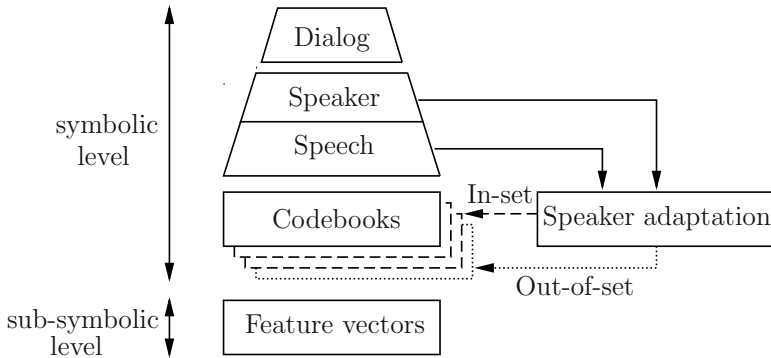 Dialog
Speaker
Speech
symbolic
level
In-set
Codebooks
Speaker adaptation
Out-of-set
sub-symbolic
level
Feature vectors